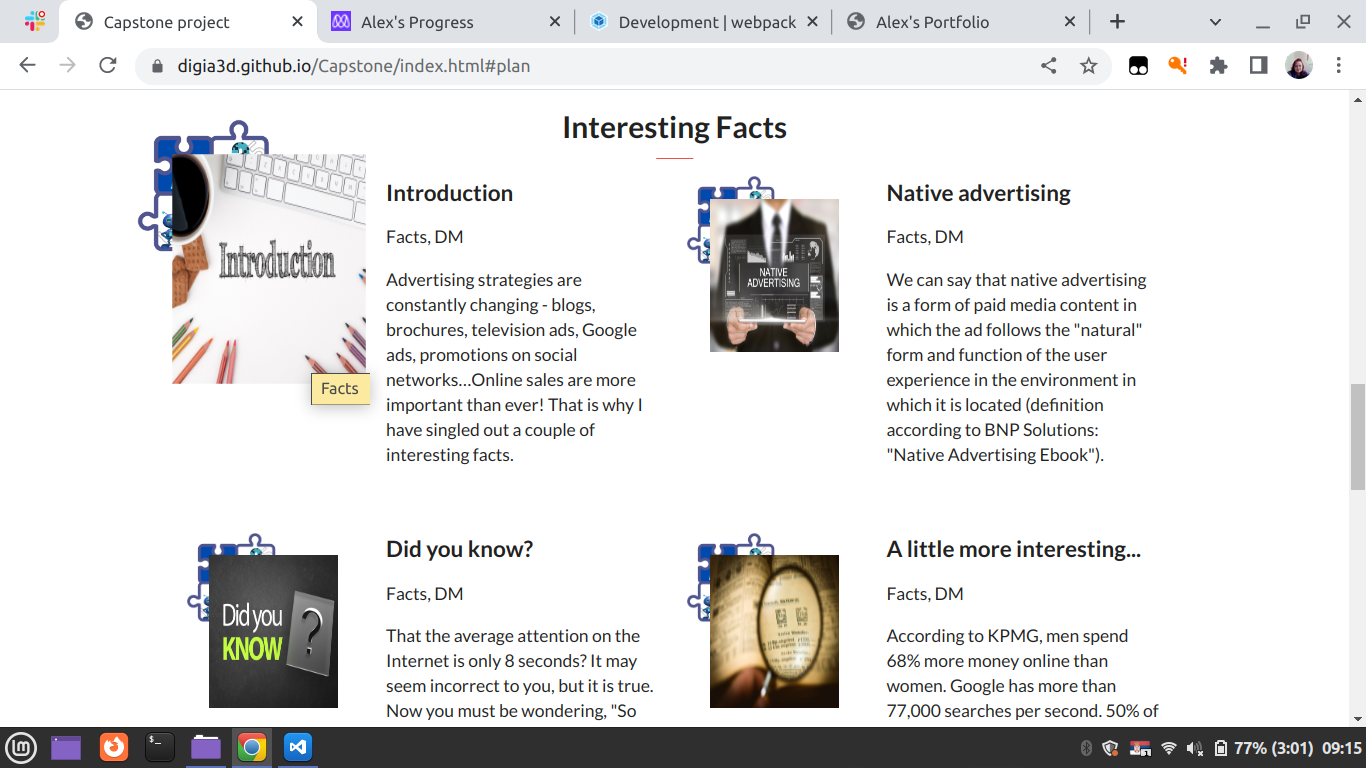 Capstone project
Alex's Progress
Development | webpack
Alex's Portfolio
digia3d.github.io/Capstone/index.html#plan
Interesting Facts
Introduction
Introduction
Facts
Facts, DM
Advertising strategies are
constantly changing - blogs,
brochures, television ads, Google
ads, promotions on social
networks...Online sales are more
important than ever! That is why I
have singled out a couple of
interesting facts.
NATIVE
ADVERTISING
Native advertising
Facts, DM
We can say that native advertising
is a form of paid media content in
which the ad follows the "natural"
form and function of the user
experience in the environment in
which it is located (definition
according to BNP Solutions:
"Native Advertising Ebook").
Did you
KNOW
?
Did you know?
Facts, DM
That the average attention on the
Internet is only 8 seconds? It may
seem incorrect to you, but it is true.
Now you must be wondering, "So
A little more interesting...
Facts, DM
According to KPMG, men spend
68% more money online than
women. Google has more than
77,000 searches per second. 50% of
77% (3:01) 09:15